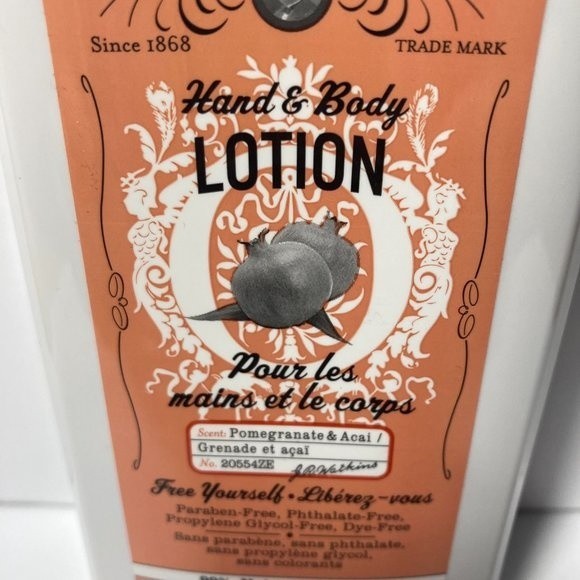 Since 1868 TRADE MARK
Hand & Body
LOTION
Pour les
mains et le corps
Scent: Pomegranate & Acai /
Grenade et açaï
No. 20554ZE J.R. Watkins
Free Yourself • Libérez-vous
Paraben-Free, Phthalate-Free,
Propylene Glycol-Free, Dye-Free
Sans parabène, sans phthalate,
sans propylène glycol,
sans colorants